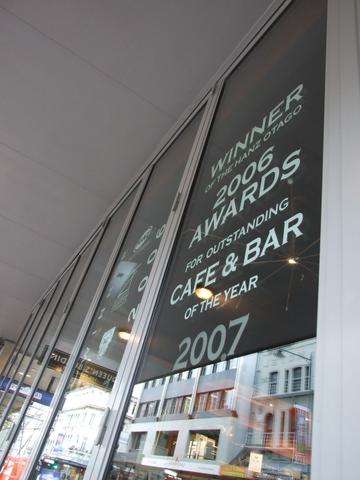 WINNER
OF THE HANZ OTAGO
2006
AWARDS
FOR OUTSTANDING
CAFE & BAR
OF THE YEAR
2007